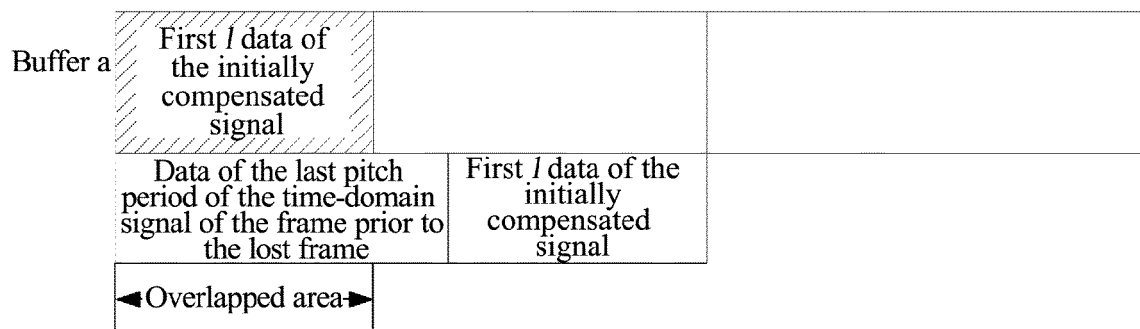 Buffer a
First l data of
the initially
compensated
signal
Data of the last pitch
period of the time-domain
signal of the frame prior to
the lost frame
First l data of the
initially
compensated
signal
Overlapped area